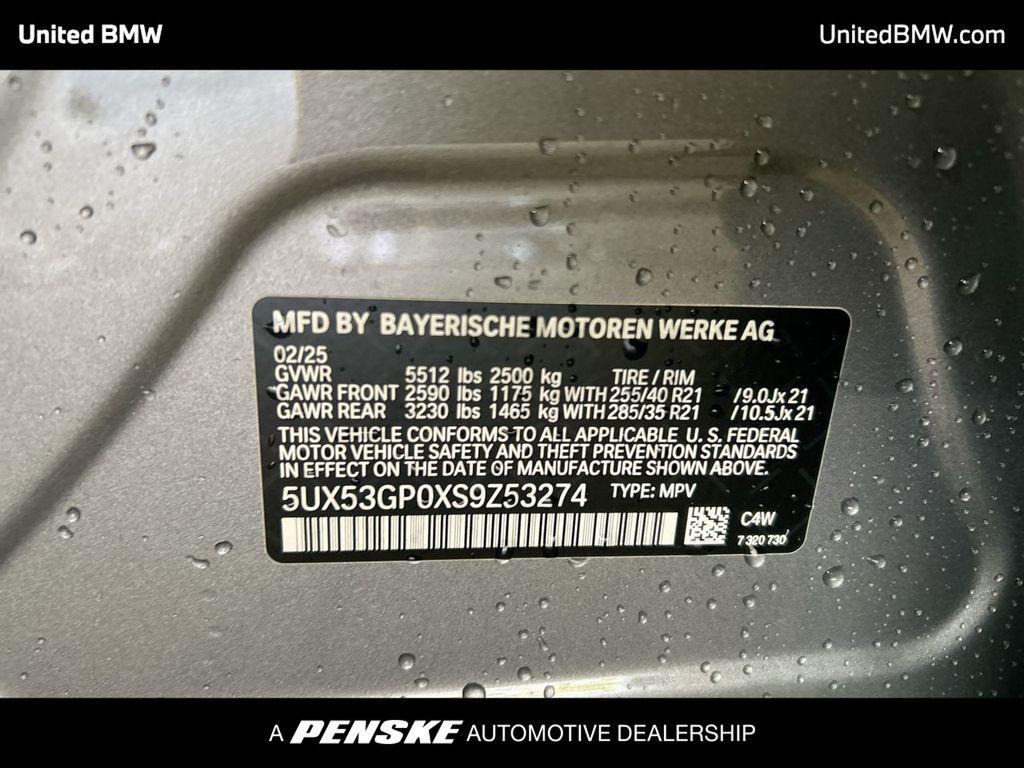 United BMW
UnitedBMW.com
MFD BY BAYERISCHE MOTOREN WERKE AG
02/25
GVWR 5512 lbs 2500 kg TIRE / RIM
GAWR FRONT 2590 lbs 1175 kg WITH 255/40 R21 /9.0Jx21
GAWR REAR 3230 lbs 1465 kg WITH 285/35 R21 /10.5Jx21
THIS VEHICLE CONFORMS TO ALL APPLICABLE U. S. FEDERAL
MOTOR VEHICLE SAFETY AND THEFT PREVENTION STANDARDS
IN EFFECT ON THE DATE OF MANUFACTURE SHOWN ABOVE.
5UX53GP0XS9Z53274 TYPE: MPV
C4W
7 320 730
A PENSKE AUTOMOTIVE DEALERSHIP